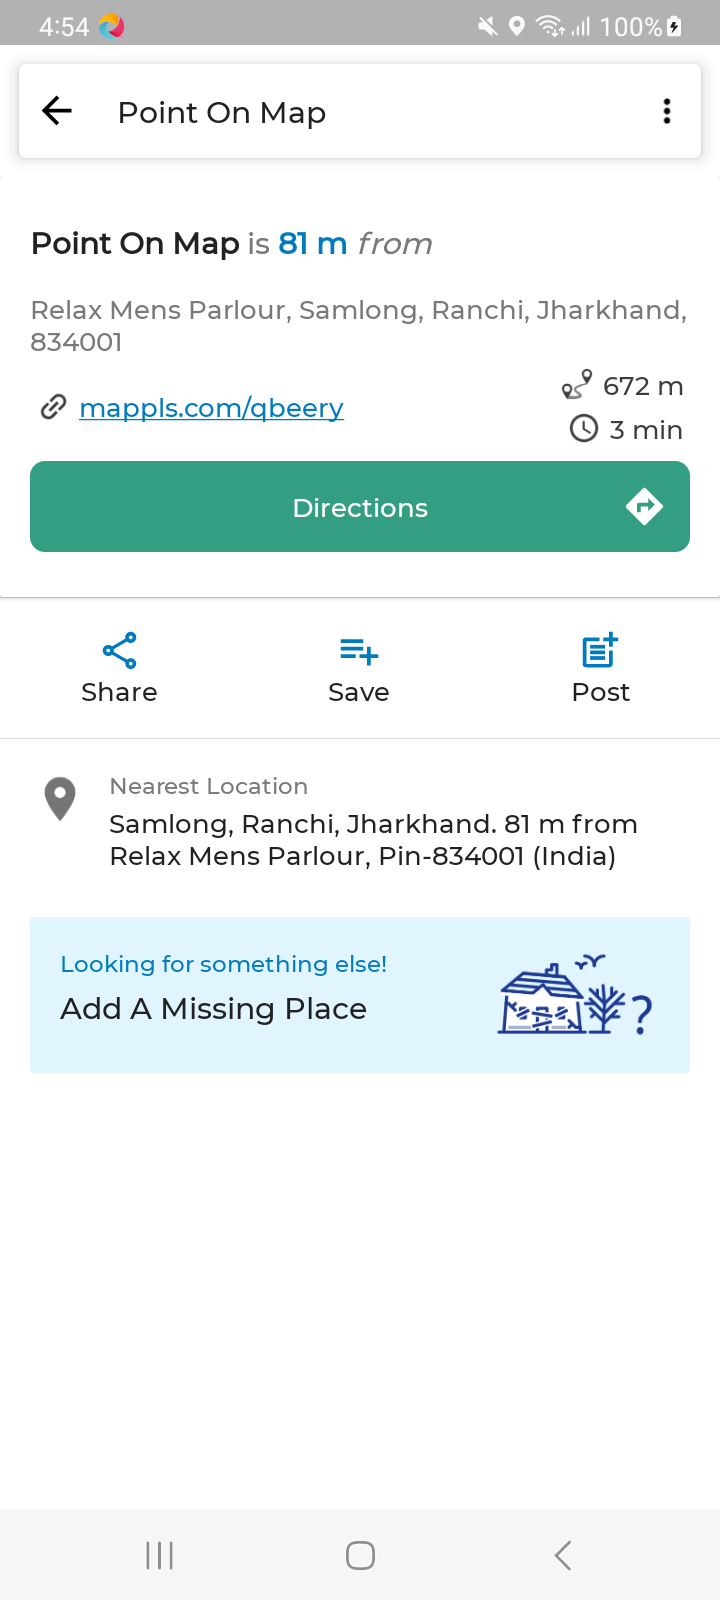 4:54
100%
Point On Map
Point On Map is 81 m from
Relax Mens Parlour, Samlong, Ranchi, Jharkhand,
834001
672 m
mappls.com/qbeery
3 min
Directions
Share
Save
Post
Nearest Location
Samlong, Ranchi, Jharkhand. 81 m from
Relax Mens Parlour, Pin-834001 (India)
Looking for something else!
Add A Missing Place
?